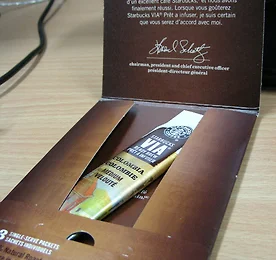 d'un excellent café Starbucks, et nous avons
finalement réussi. Lorsque vous goûterez
Starbucks VIA® Prêt à infuser, je suis certain
que vous serez d'accord avec moi.
chairman, president and chief executive officer
président-directeur général
STARBUCKS
VIA
COLOMBIA
COLOMBIE
MEDIUM
VELOUTÉ
3 SINGLE-SERVE PACKETS
SACHETS INDIVIDUELS